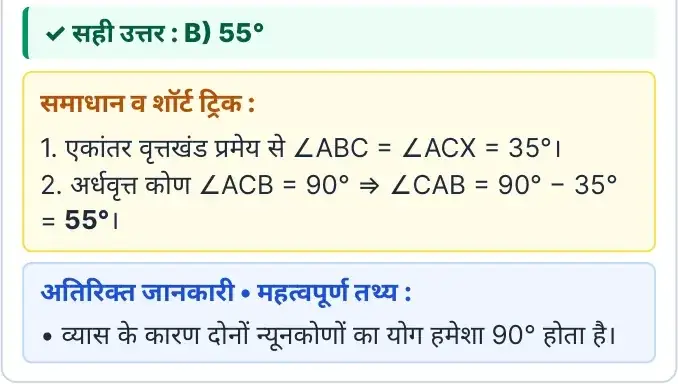 ✓ सही उत्तर : B) 55°
समाधान व शॉर्ट ट्रिक :
1. एकांतर वृत्तखंड प्रमेय से ∠ABC = ∠ACX = 35°।
2. अर्धवृत्त कोण ∠ACB = 90° ⇒ ∠CAB = 90° − 35°
= 55°।
अतिरिक्त जानकारी • महत्वपूर्ण तथ्य :
• व्यास के कारण दोनों न्यूनकोणों का योग हमेशा 90° होता है।